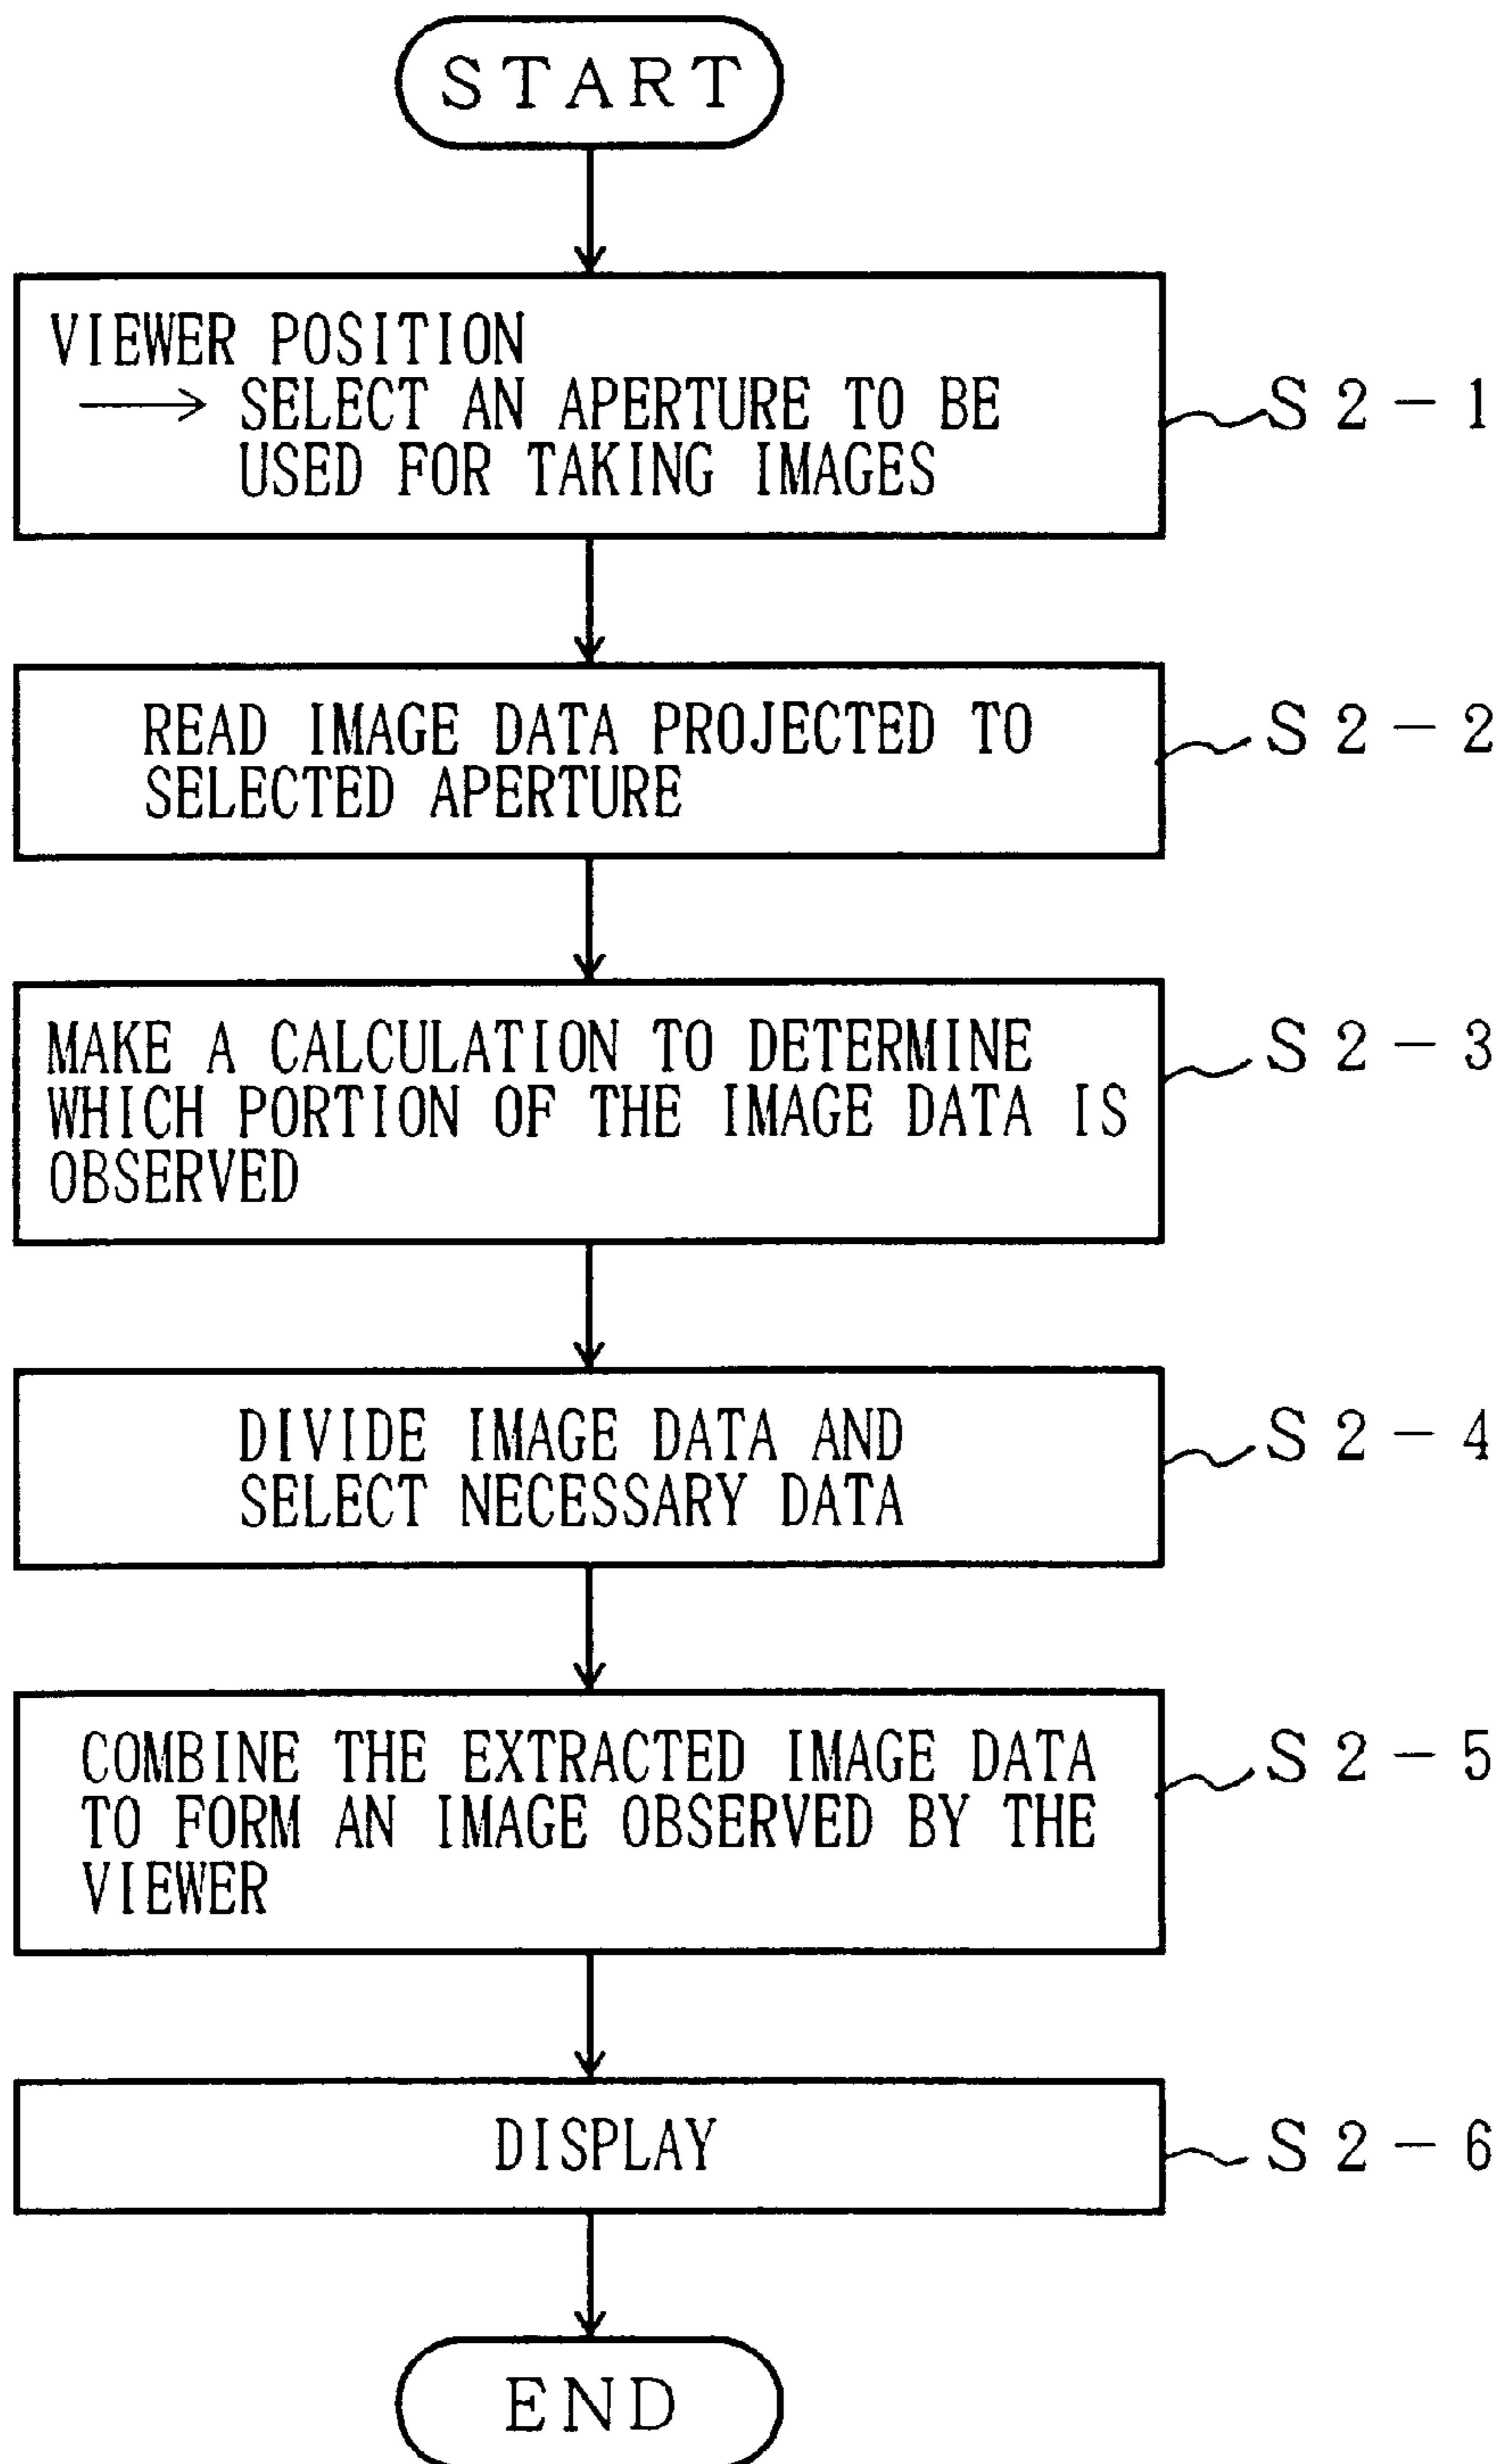 START
VIEWER POSITION
→ SELECT AN APERTURE TO BE
USED FOR TAKING IMAGES
S2-1
READ IMAGE DATA PROJECTED TO
SELECTED APERTURE
S2-2
MAKE A CALCULATION TO DETERMINE
WHICH PORTION OF THE IMAGE DATA IS
OBSERVED
S2-3
DIVIDE IMAGE DATA AND
SELECT NECESSARY DATA
S2-4
COMBINE THE EXTRACTED IMAGE DATA
TO FORM AN IMAGE OBSERVED BY THE
VIEWER
S2-5
DISPLAY
S2-6
END